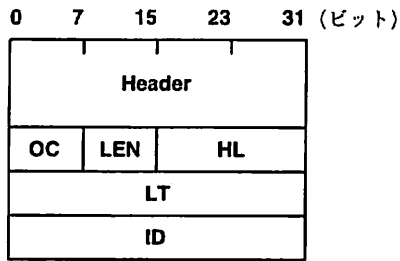 0 7 15 23 31 (ビット)
Header
OC LEN HL
LT
ID